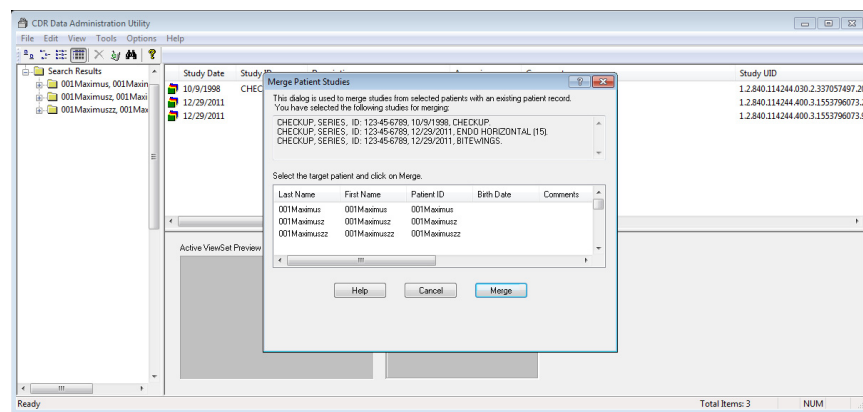 CDR Data Administration Utility
File Edit View Tools Options Help
Search Results
001Maximus, 001Maxin
001Maximusz, 001Maxi
001Maximuszz, 001Max
Study Date Study Study UID
10/9/1998 CHEC 1.2.840.114244.030.2.337057497.20
12/29/2011 1.2.840.114244.400.3.1553796073.2
12/29/2011 1.2.840.114244.400.3.1553796073.9
Merge Patient Studies
This dialog is used to merge studies from selected patients with an existing patient record.
You have selected the following studies for merging:
CHECKUP, SERIES, ID: 123-45-6789, 10/9/1998, CHECKUP.
CHECKUP, SERIES, ID: 123-45-6789, 12/29/2011, ENDO HORIZONTAL (15).
CHECKUP, SERIES, ID: 123-45-6789, 12/29/2011, BITEWINGS.
Select the target patient and click on Merge.
Last Name First Name Patient ID Birth Date Comments
001Maximus 001Maximus 001Maximus
001Maximusz 001Maximusz 001Maximusz
001Maximuszz 001Maximuszz 001Maximuszz
Help Cancel Merge
Active ViewSet Preview
Ready Total Items: 3 NUM